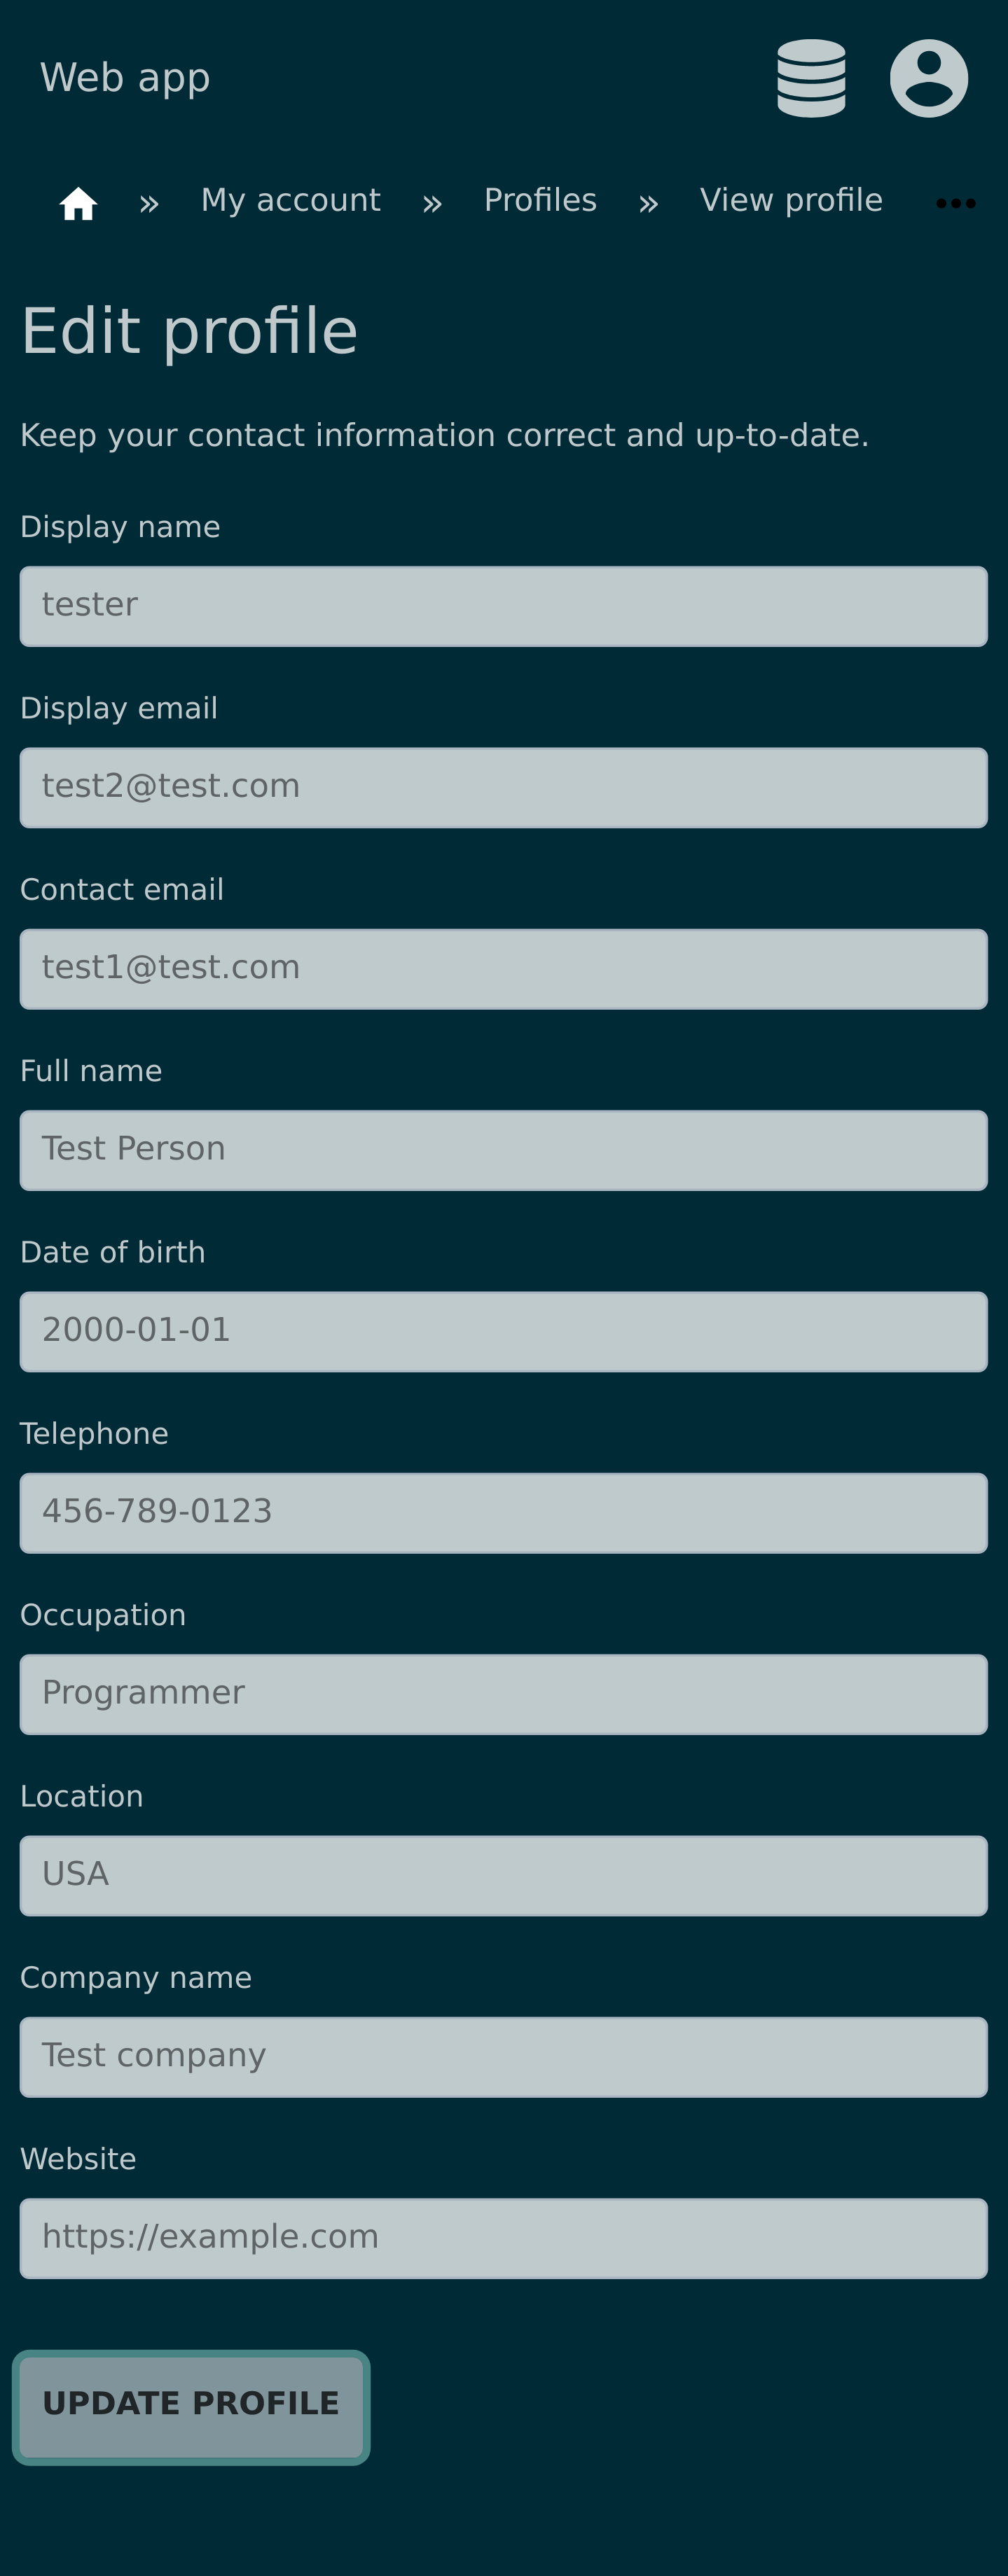 Web app
» My account » Profiles » View profile •••
Edit profile
Keep your contact information correct and up-to-date.
Display name
tester
Display email
test2@test.com
Contact email
test1@test.com
Full name
Test Person
Date of birth
2000-01-01
Telephone
456-789-0123
Occupation
Programmer
Location
USA
Company name
Test company
Website
https://example.com
UPDATE PROFILE